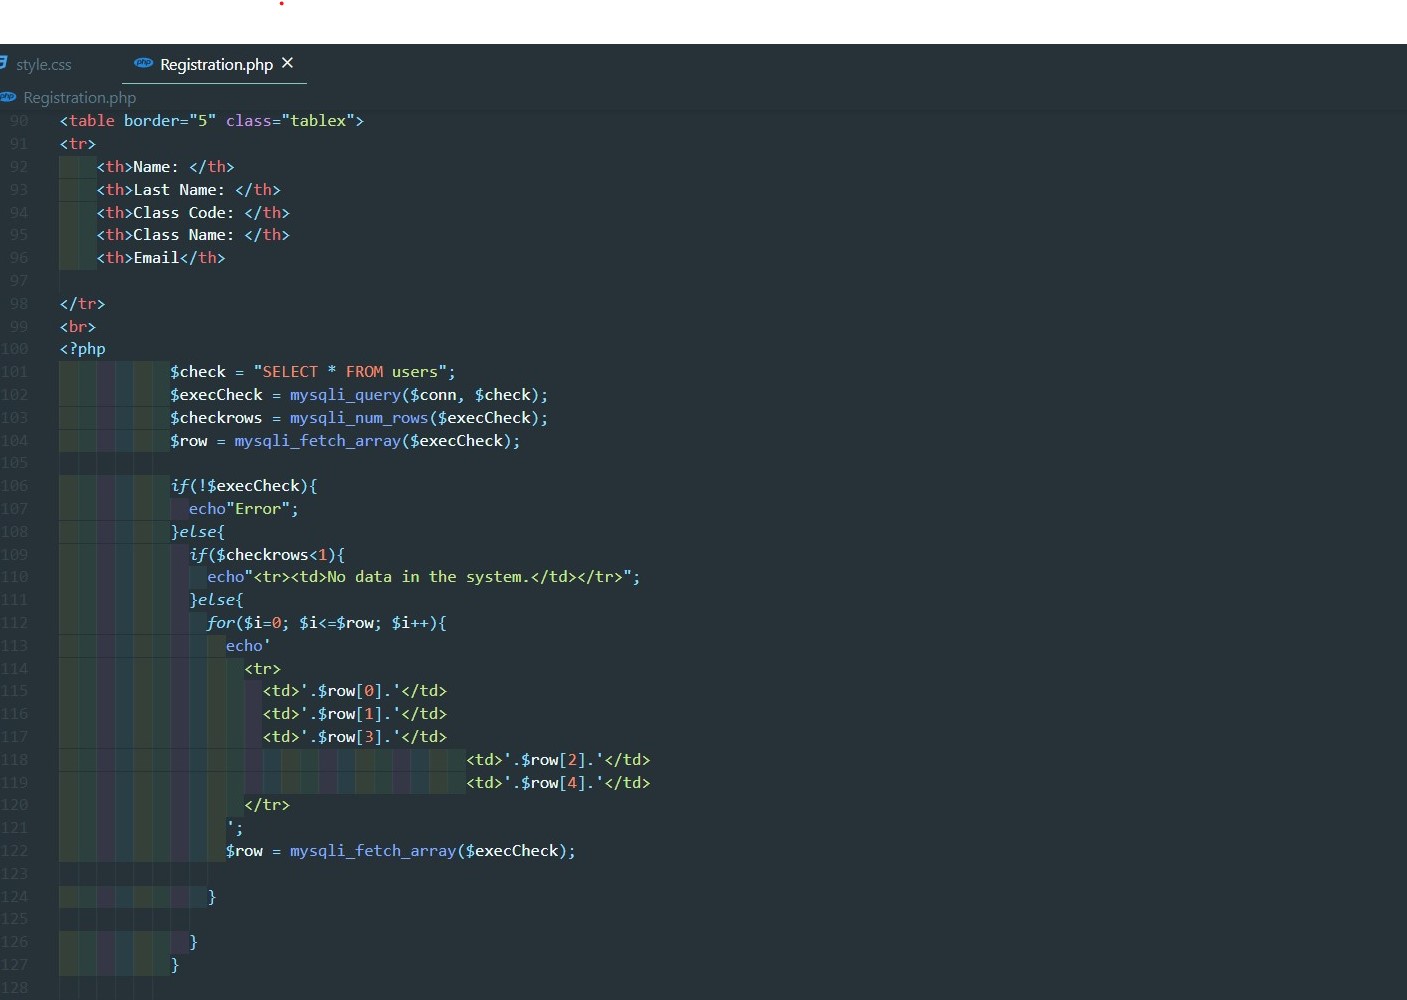 style.css
php Registration.php ×
php Registration.php
90 <table border="5" class="tablex">
91 <tr>
92 <th>Name: </th>
93 <th>Last Name: </th>
94 <th>Class Code: </th>
95 <th>Class Name: </th>
96 <th>Email</th>
97
98 </tr>
99 <br>
100 <?php
101 $check = "SELECT * FROM users";
102 $execCheck = mysqli_query($conn, $check);
103 $checkrows = mysqli_num_rows($execCheck);
104 $row = mysqli_fetch_array($execCheck);
105
106 if(!$execCheck){
107 echo"Error";
108 }else{
109 if($checkrows<1){
110 echo"<tr><td>No data in the system.</td></tr>";
111 }else{
112 for($i=0; $i<=$row; $i++){
113 echo'
114 <tr>
115 <td>'.$row[0].'</td>
116 <td>'.$row[1].'</td>
117 <td>'.$row[3].'</td>
118 <td>'.$row[2].'</td>
119 <td>'.$row[4].'</td>
120 </tr>
121 ';
122 $row = mysqli_fetch_array($execCheck);
123
124 }
125
126 }
127 }
128